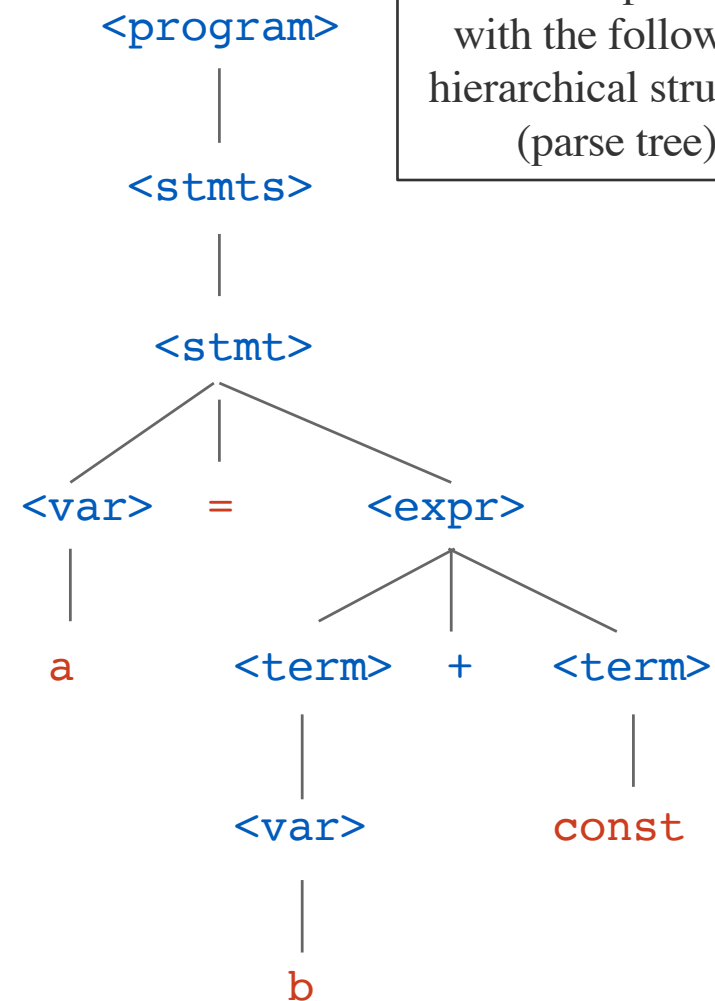 <program>
with the follow
hierarchical stru
(parse tree)
<stmts>
<stmt>
<var> = <expr>
a <term> + <term>
<var> const
b